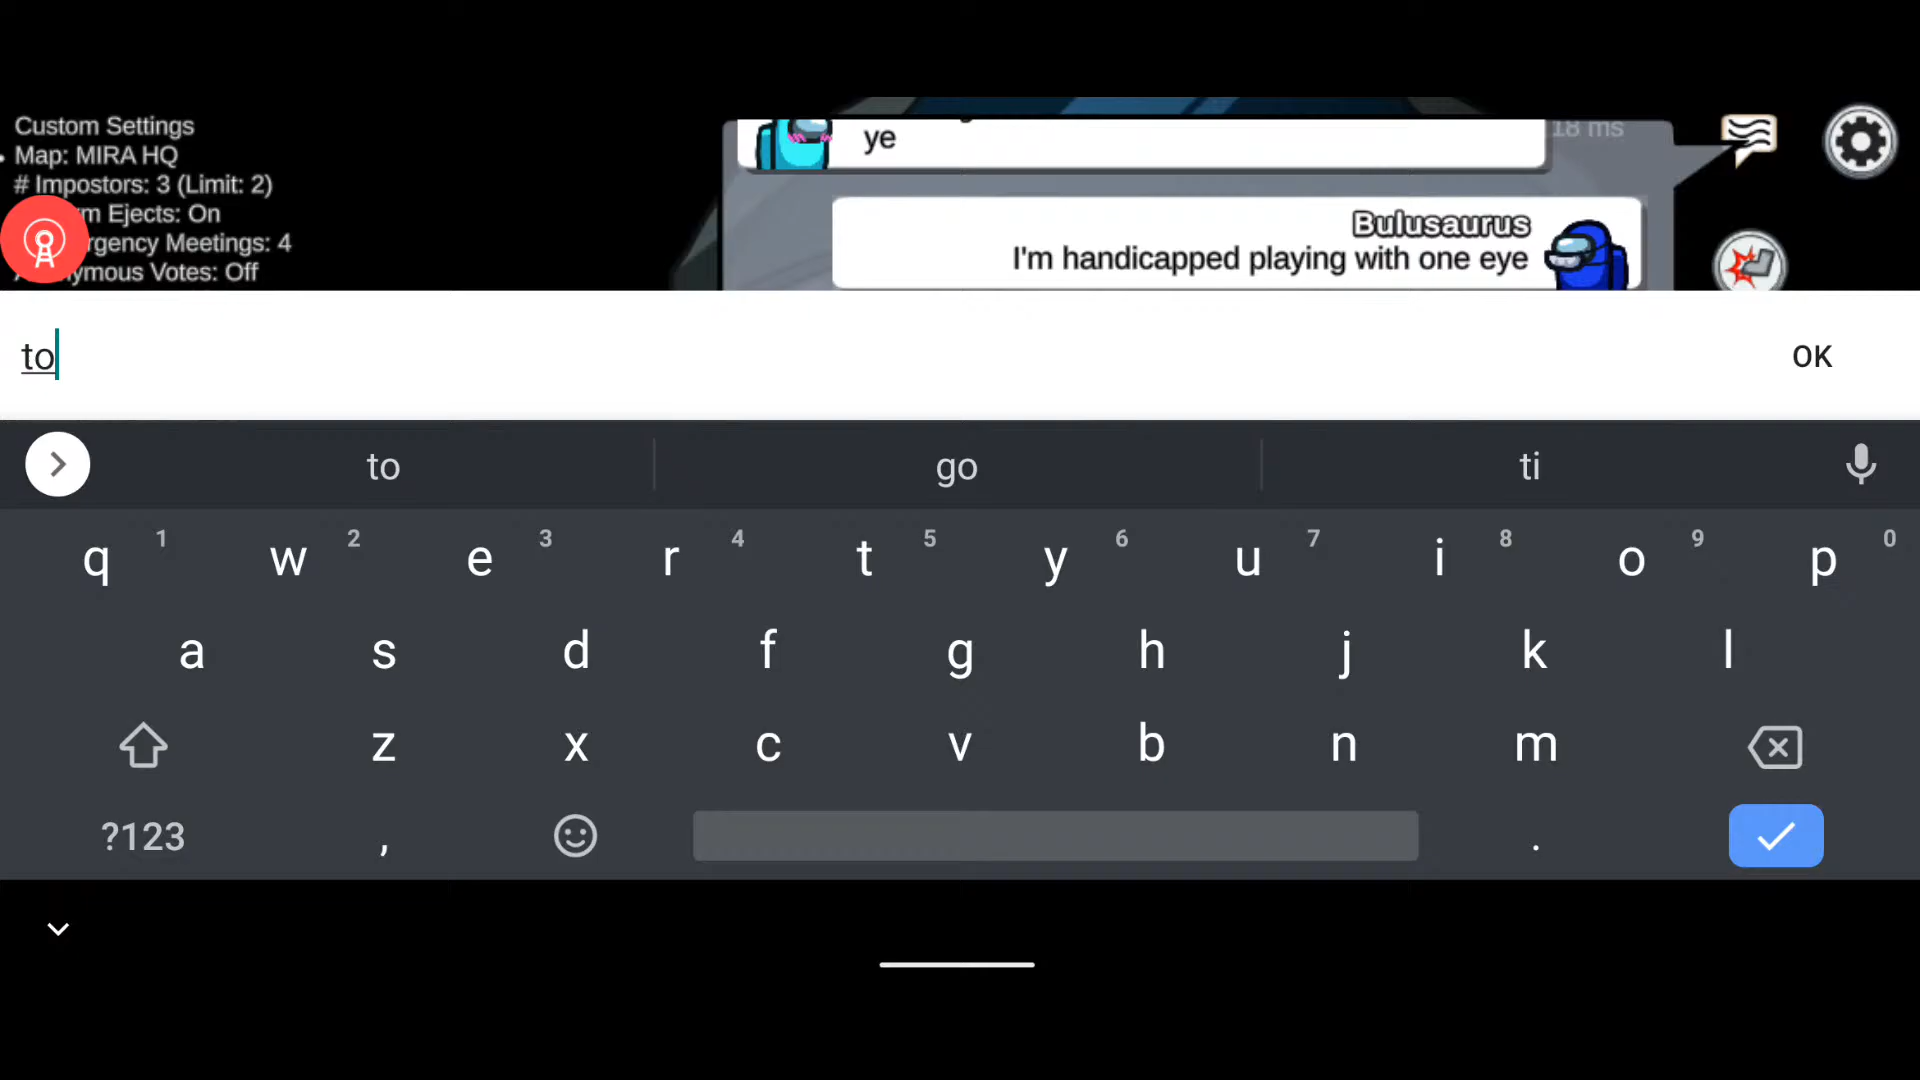 Custom Settings
Map: MIRA HQ
# Impostors: 3 (Limit: 2)
Ejects: On
Meetings: 4
Votes: Off
18 ms
ye
Bulusaurus
I'm handicapped playing with one eye
to
OK
to go ti
q 1 w 2 e 3 r 4 t 5 y 6 u 7 i 8 o 9 p 0
a s d f g h j k l
z x c v b n m
?123 , .